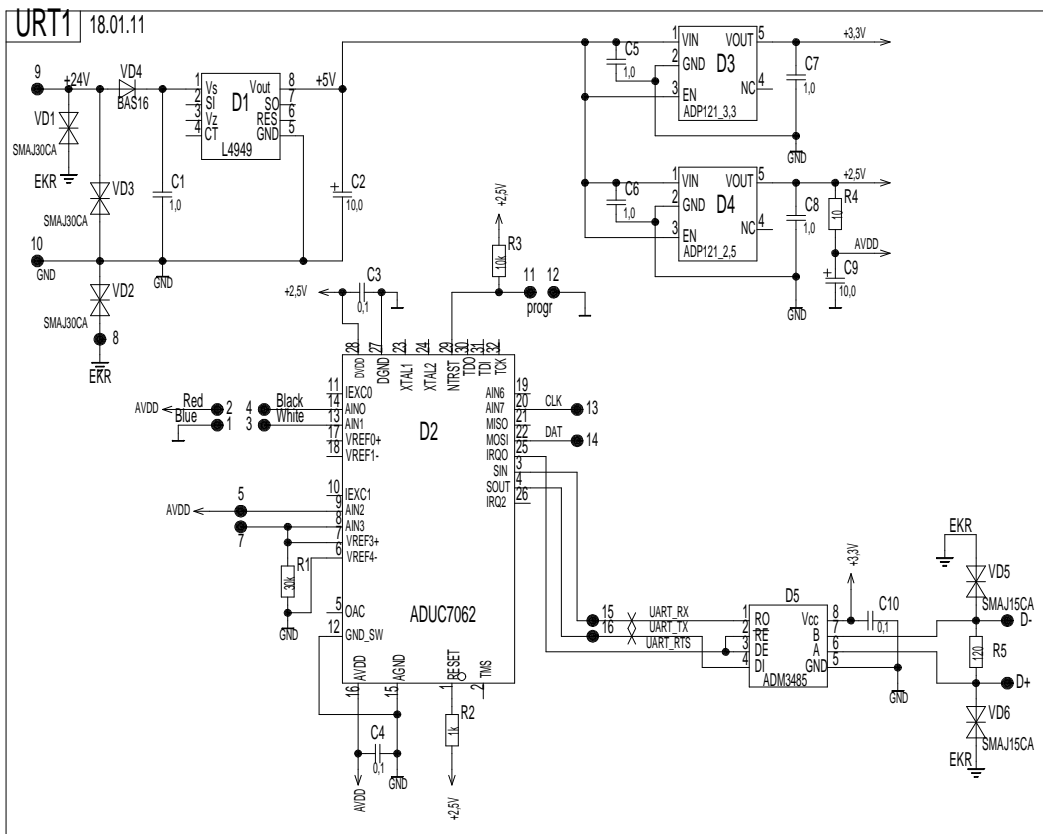 URT1 18.01.11
9
+24V
VD4
BAS16
VD1
SMAJ30CA
EKR
VD3
SMAJ30CA
C1
1,0
1 Vs
2 SI
3 Vz
4 CT
D1
L4949
Vout 8
SO 7
RES 6
GND 5
+5V
C2
10,0
10
GND
GND
VD2
SMAJ30CA
8
EKR
C5
1,0
1 VIN
2 GND
3 EN
D3
ADP121_3,3
VOUT 5
NC 4
+3,3V
C7
1,0
GND
C6
1,0
1 VIN
2 GND
3 EN
D4
ADP121_2,5
VOUT 5
NC 4
+2,5V
C8
1,0
GND
R4
10
AVDD
C9
10,0
+2,5V
R3
10k
11 12
progr
+2,5V
C3
0,1
28 DVDD
27 DGND
23 XTAL1
24 XTAL2
29 NTRST
30 TDO
31 TDI
32 TCK
AVDD
Red 2
Blue 1
4 Black
3 White
11 IEXC0
14 AIN0
13 AIN1
17 VREF0+
18 VREF1-
10 IEXC1
9 AIN2
8 AIN3
7 VREF3+
6 VREF4-
5 OAC
12 GND_SW
D2
ADUC7062
AIN6 19
AIN7 20
MISO 21
MOSI 22
IRQ0 25
SIN 3
SOUT 4
IRQ2 26
CLK 13
DAT 14
AVDD
5
7
R1
30k
GND
16 AVDD
15 AGND
1 RESET
2 TMS
C4
0,1
AVDD
GND
R2
1k
+2,5V
15 UART_RX
16 UART_TX
UART_RTS
D5
1 RO
2 RE
3 DE
4 DI
ADM3485
Vcc 8
B 7
A 6
GND 5
+3,3V
C10
0,1
GND
EKR
VD5
SMAJ15CA
D-
R5
120
D+
VD6
SMAJ15CA
EKR